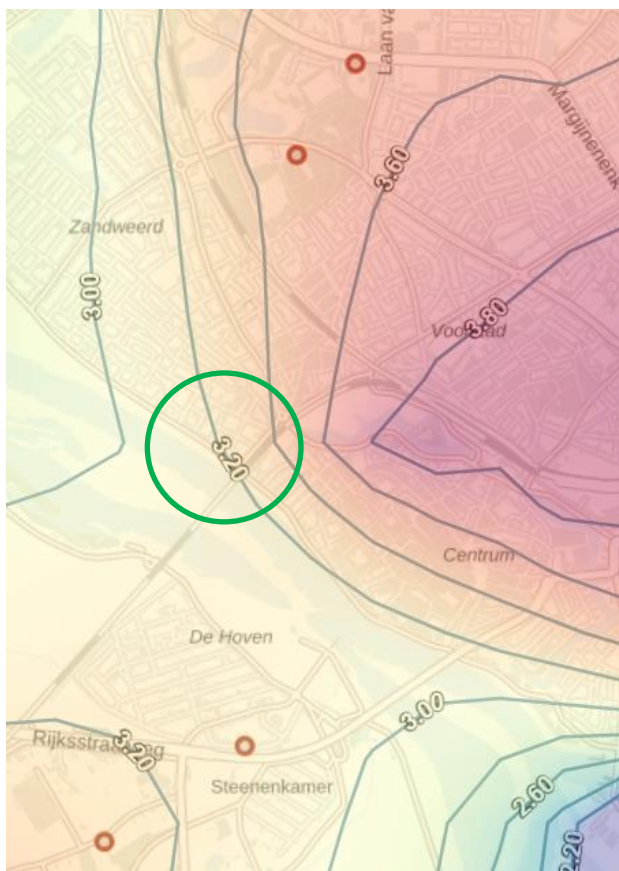 Laan va
Margijnenenk
3.60
Zandweerd
3.00
3.80
3.20
Centrum
De Hoven
3.00
Rijksstraatweg
3.20
Steenenkamer
2.60
2.20